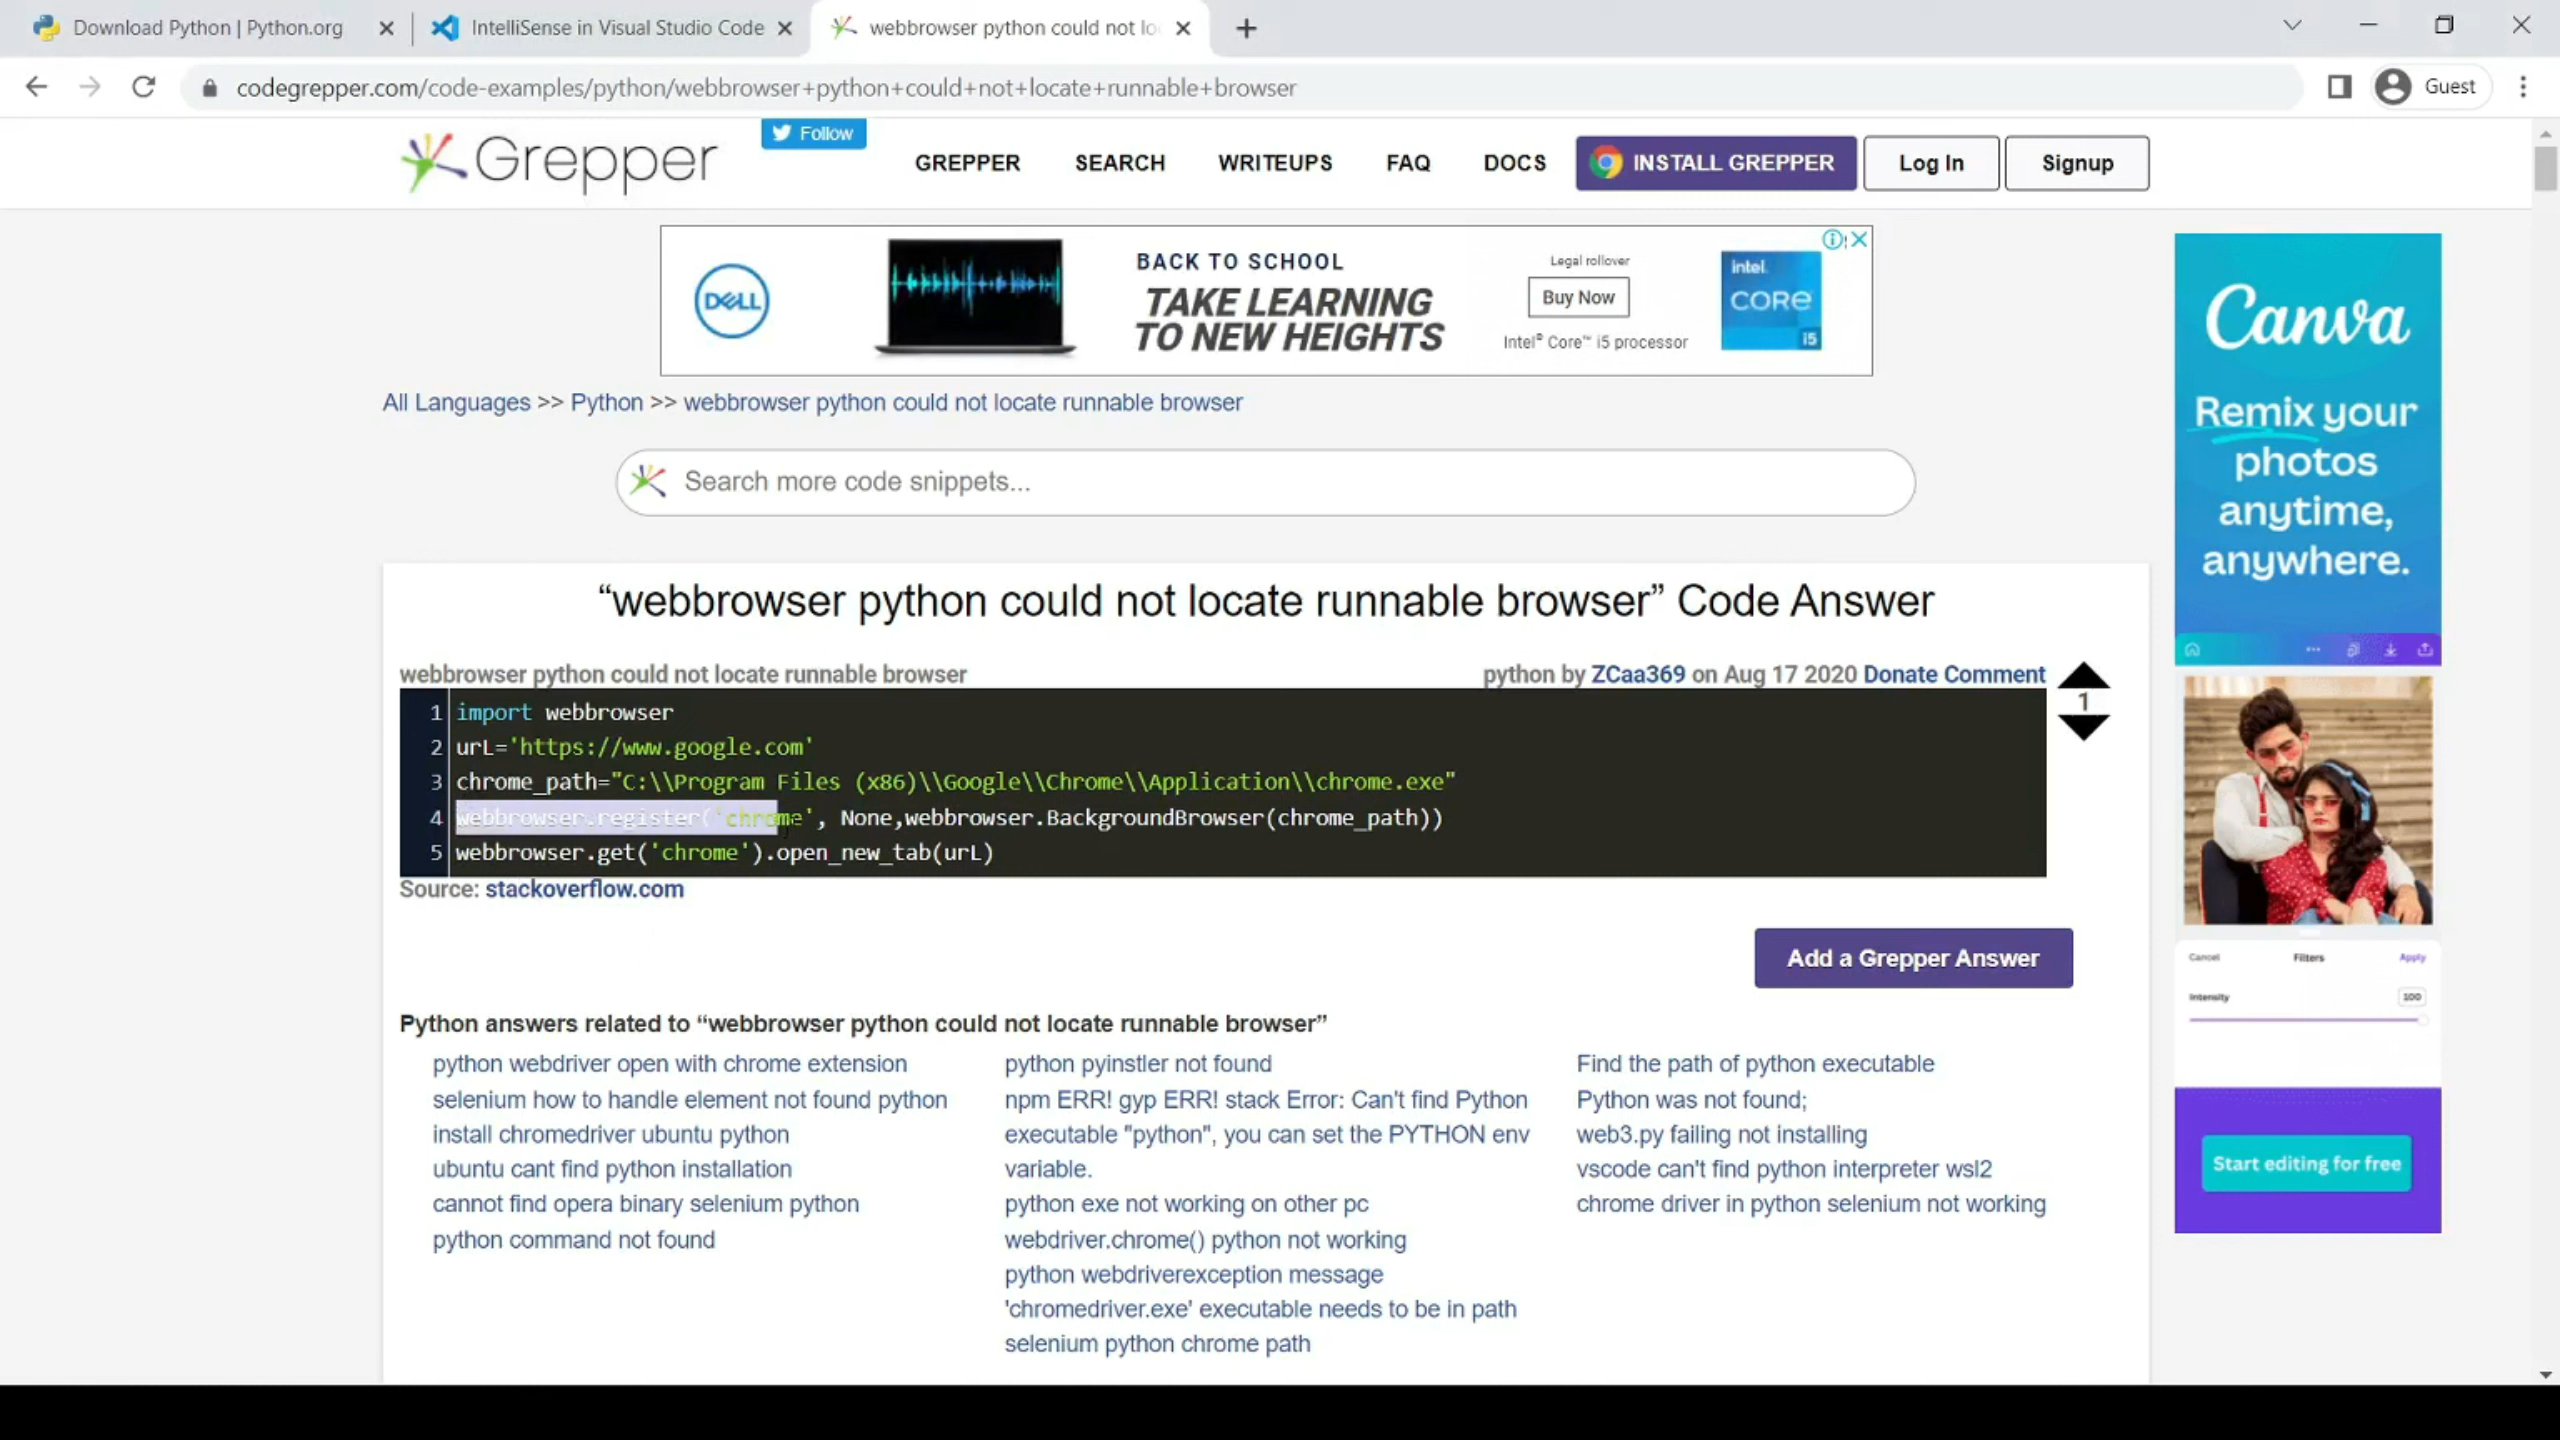 Download Python | Python.org
IntelliSense in Visual Studio Code
webbrowser python could not lo
codegrepper.com/code-examples/python/webbrowser+python+could+not+locate+runnable+browser
Guest
Grepper
Follow
GREPPER
SEARCH
WRITEUPS
FAQ
DOCS
INSTALL GREPPER
Log In
Signup
DELL
BACK TO SCHOOL
TAKE LEARNING
TO NEW HEIGHTS
Legal rollover
Buy Now
Intel® Core™ i5 processor
intel.
CORE
i5
All Languages >> Python >> webbrowser python could not locate runnable browser
Search more code snippets...
Canva
Remix your
photos
anytime,
anywhere.
“webbrowser python could not locate runnable browser” Code Answer
webbrowser python could not locate runnable browser
python by ZCaa369 on Aug 17 2020 Donate Comment
1
1 import webbrowser
2 urL='https://www.google.com'
3 chrome_path="C:\\Program Files (x86)\\Google\\Chrome\\Application\\chrome.exe"
4 webbrowser.register('chrome', None,webbrowser.BackgroundBrowser(chrome_path))
5 webbrowser.get('chrome').open_new_tab(urL)
Source: stackoverflow.com
Add a Grepper Answer
Python answers related to “webbrowser python could not locate runnable browser”
python webdriver open with chrome extension
selenium how to handle element not found python
install chromedriver ubuntu python
ubuntu cant find python installation
cannot find opera binary selenium python
python command not found
python pyinstler not found
npm ERR! gyp ERR! stack Error: Can't find Python
executable "python", you can set the PYTHON env
variable.
python exe not working on other pc
webdriver.chrome() python not working
python webdriverexception message
'chromedriver.exe' executable needs to be in path
selenium python chrome path
Find the path of python executable
Python was not found;
web3.py failing not installing
vscode can't find python interpreter wsl2
chrome driver in python selenium not working
Cancel
Filters
Apply
Intensity
100
Start editing for free